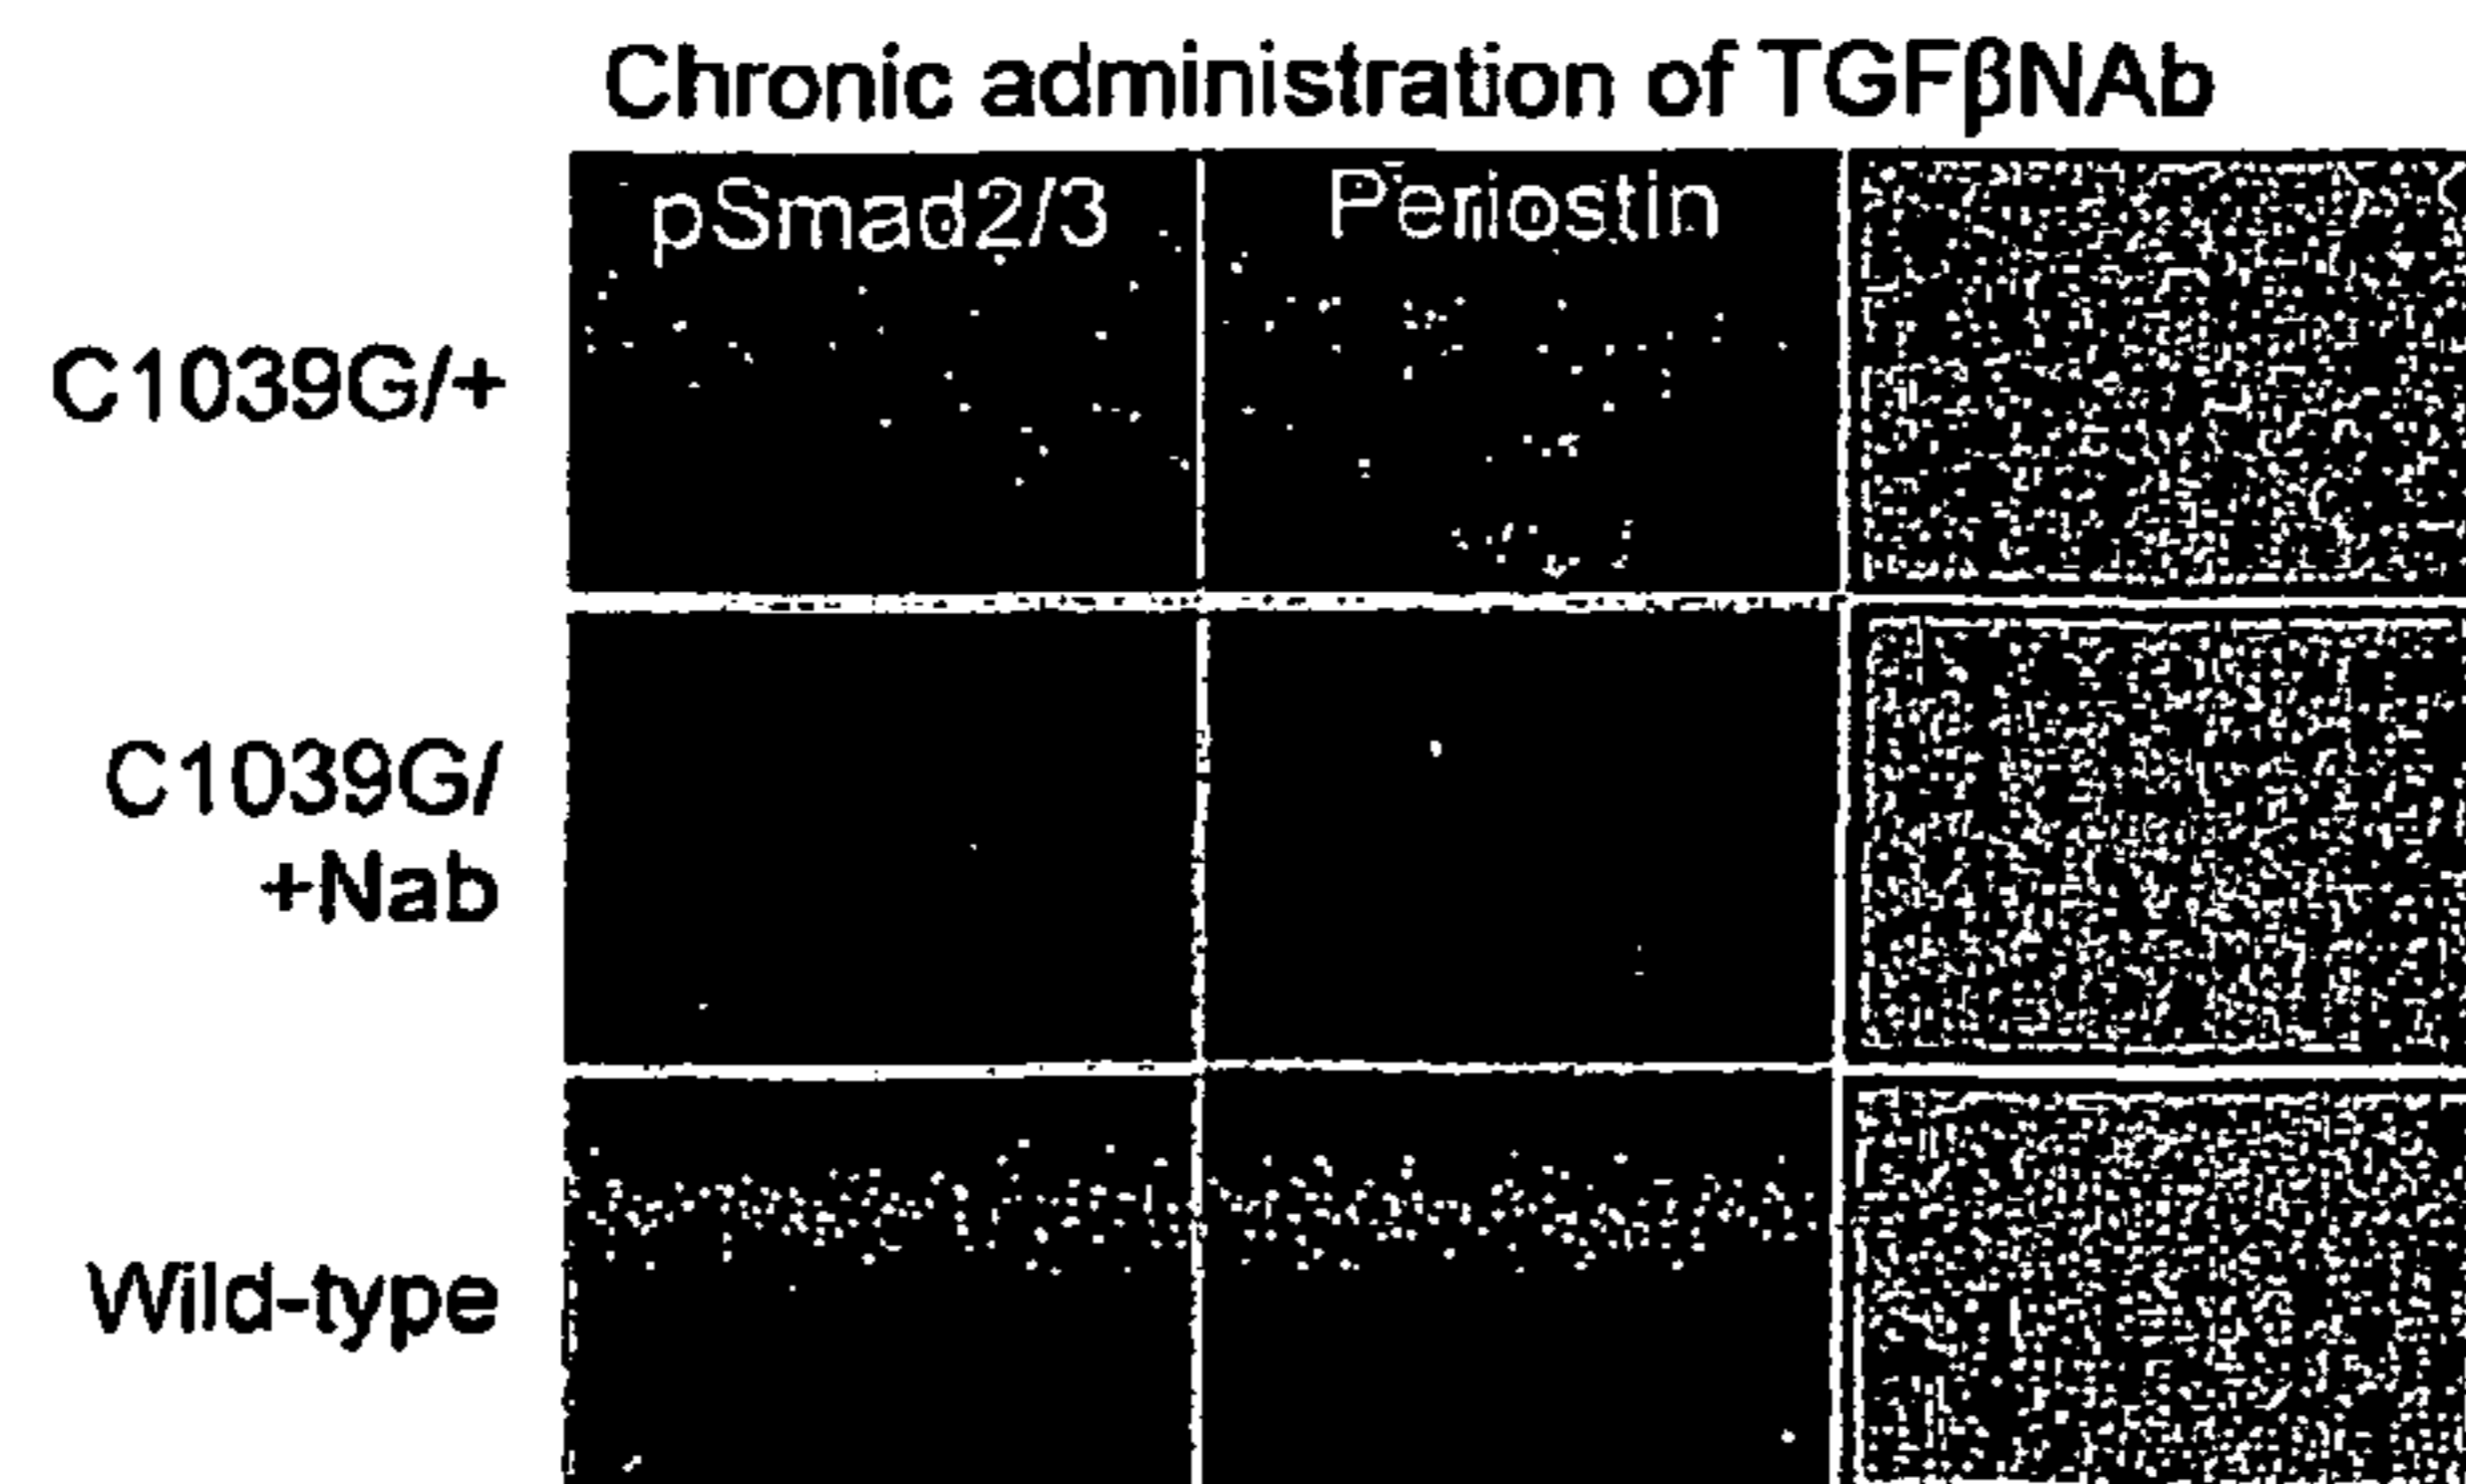 Chronic administration of TGFβNAb
pSmad2/3 Periostin
C1039G/+
C1039G/
+Nab
Wild-type